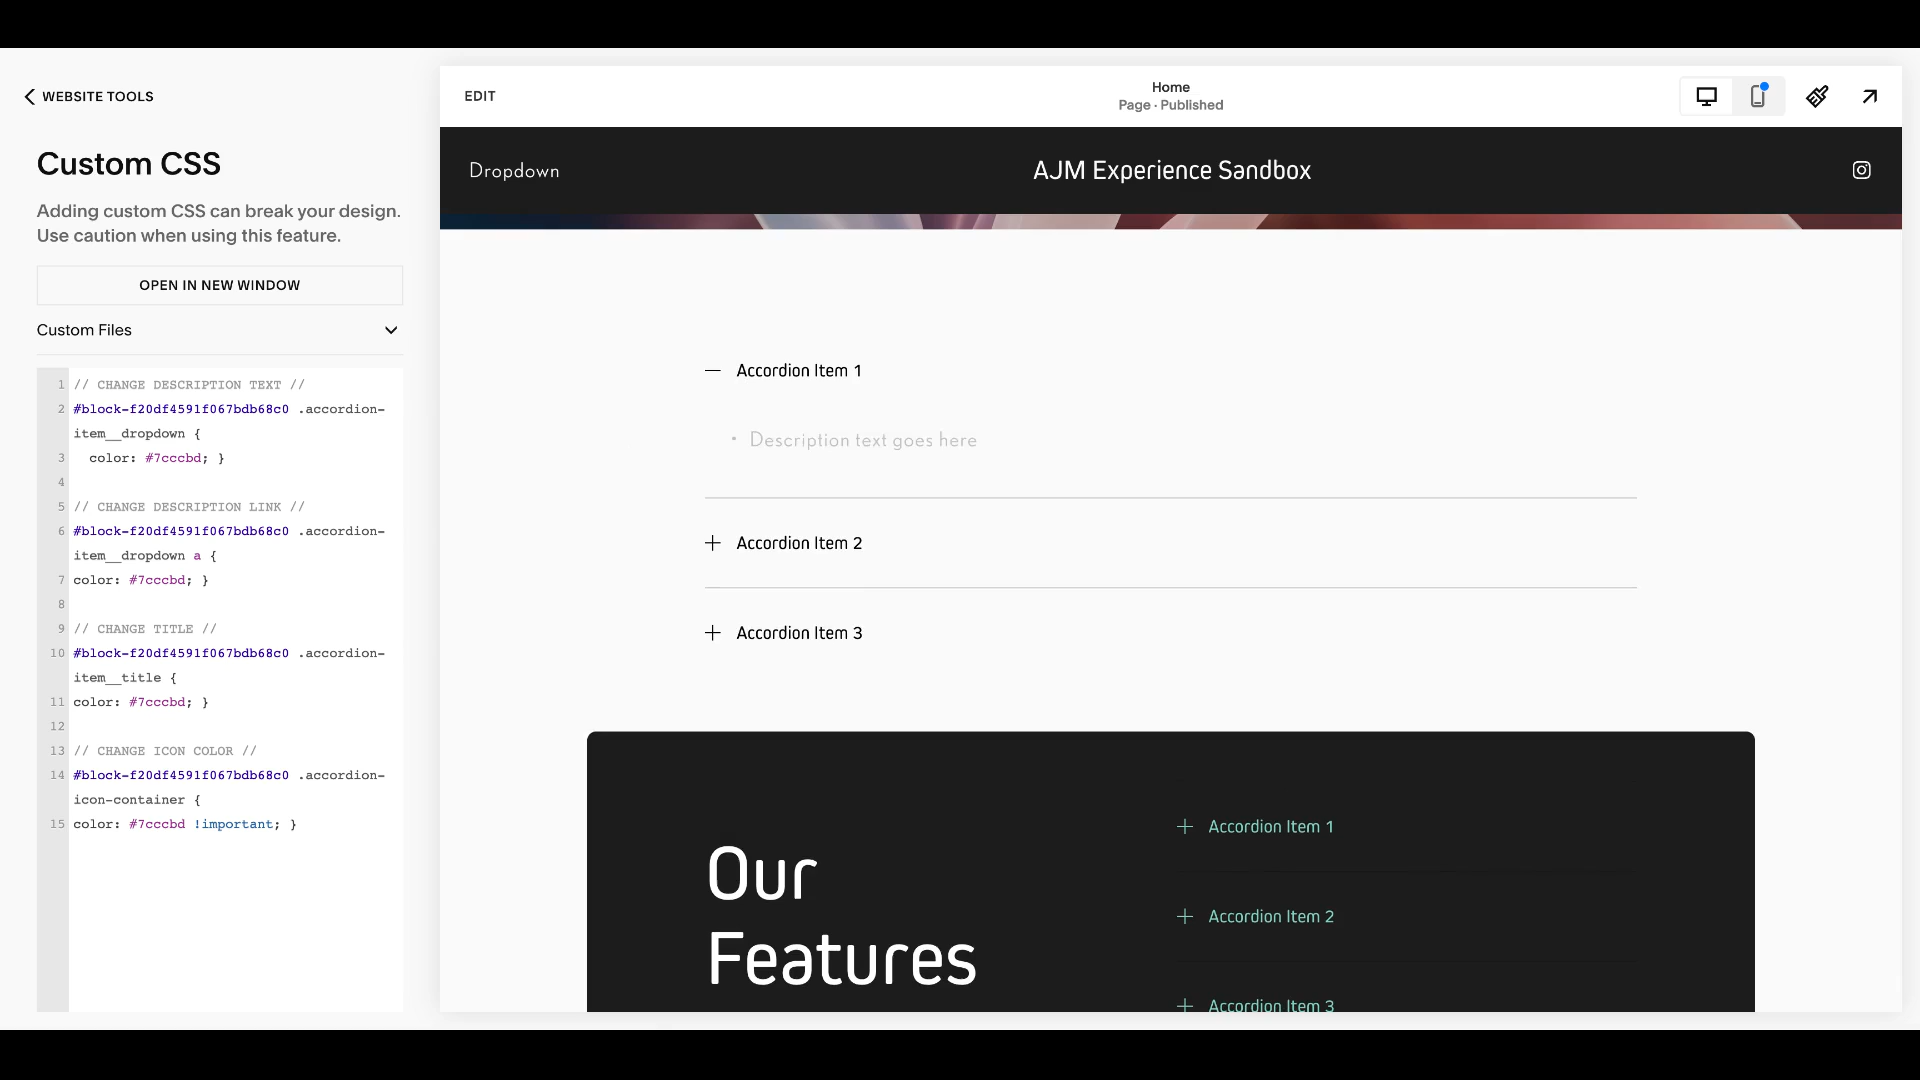 WEBSITE TOOLS
Custom CSS
Adding custom CSS can break your design.
Use caution when using this feature.
OPEN IN NEW WINDOW
Custom Files
1 // CHANGE DESCRIPTION TEXT //
2 #block-f20df4591f067bdb68c0 .accordion-
item__dropdown {
3 color: #7cccbd; }
4
5 // CHANGE DESCRIPTION LINK //
6 #block-f20df4591f067bdb68c0 .accordion-
item__dropdown a {
7 color: #7cccbd; }
8
9 // CHANGE TITLE //
10 #block-f20df4591f067bdb68c0 .accordion-
item__title {
11 color: #7cccbd; }
12
13 // CHANGE ICON COLOR //
14 #block-f20df4591f067bdb68c0 .accordion-
icon-container {
15 color: #7cccbd !important; }
EDIT
Home
Page · Published
Dropdown
AJM Experience Sandbox
Accordion Item 1
• Description text goes here
Accordion Item 2
Accordion Item 3
Our
Features
Accordion Item 1
Accordion Item 2
Accordion Item 3